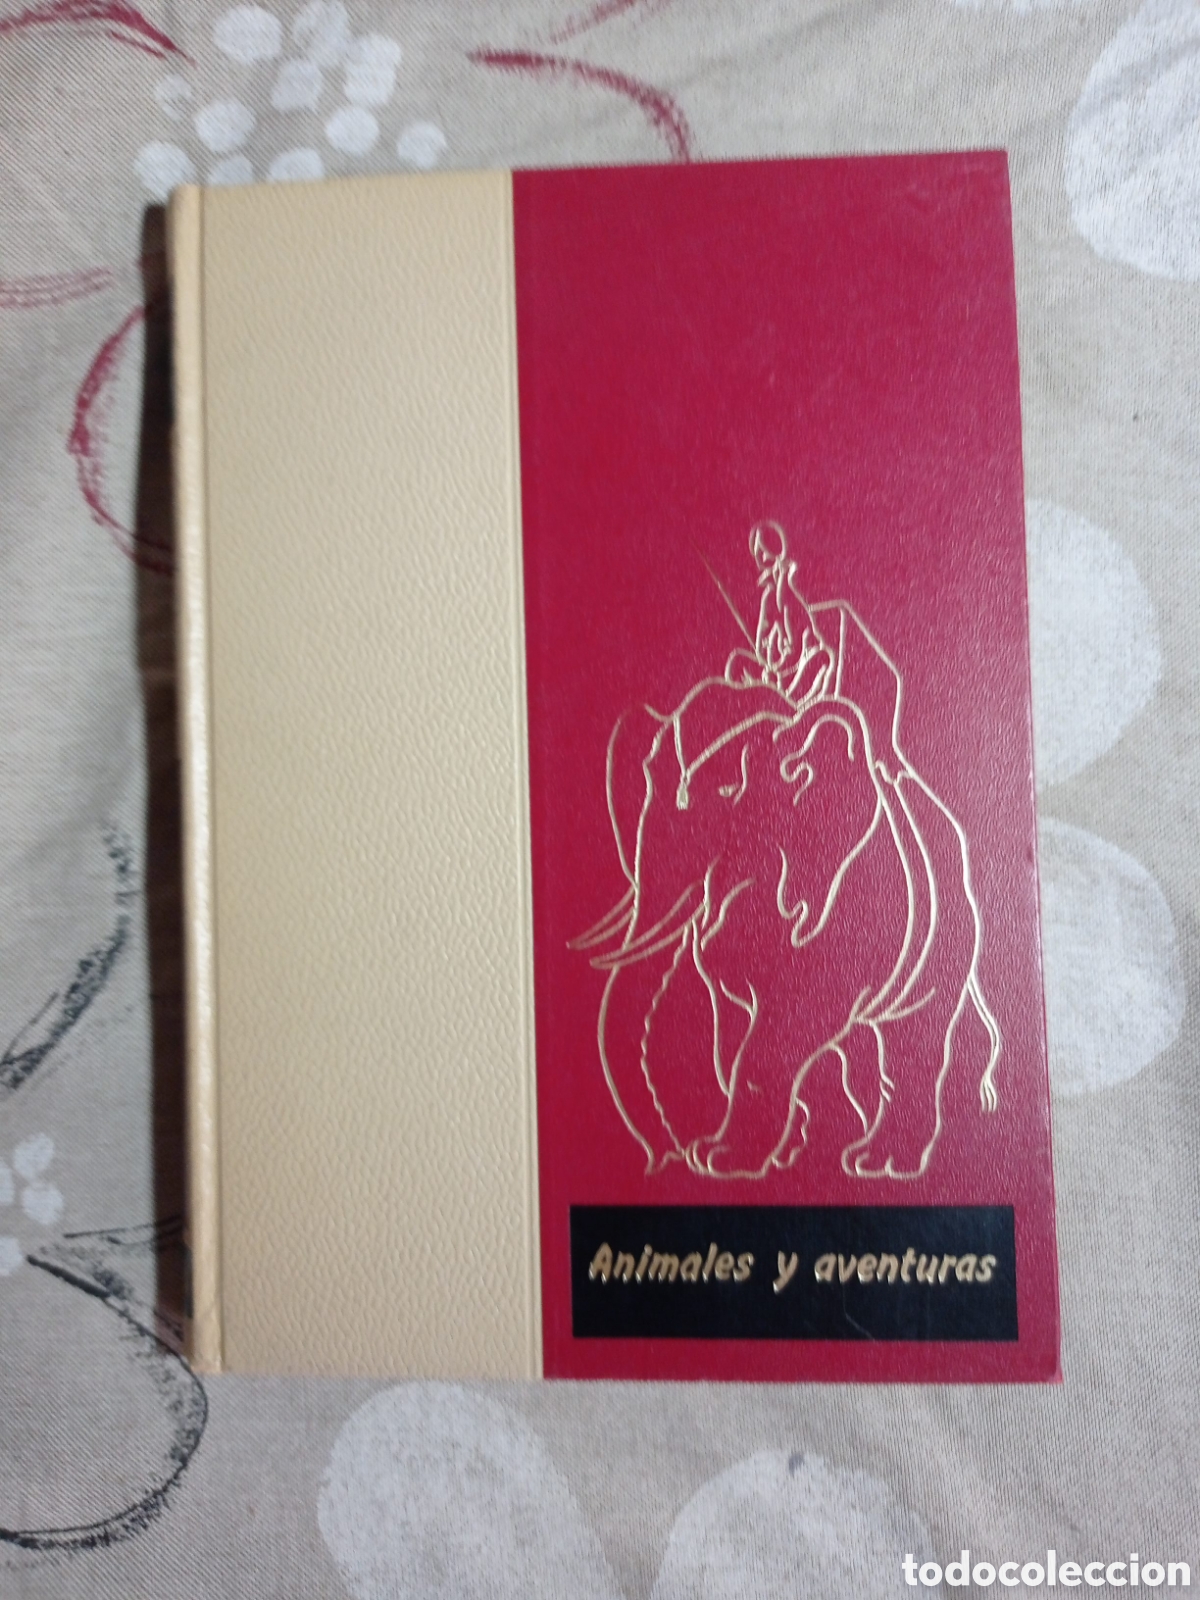 Animales y aventuras
todocoleccion